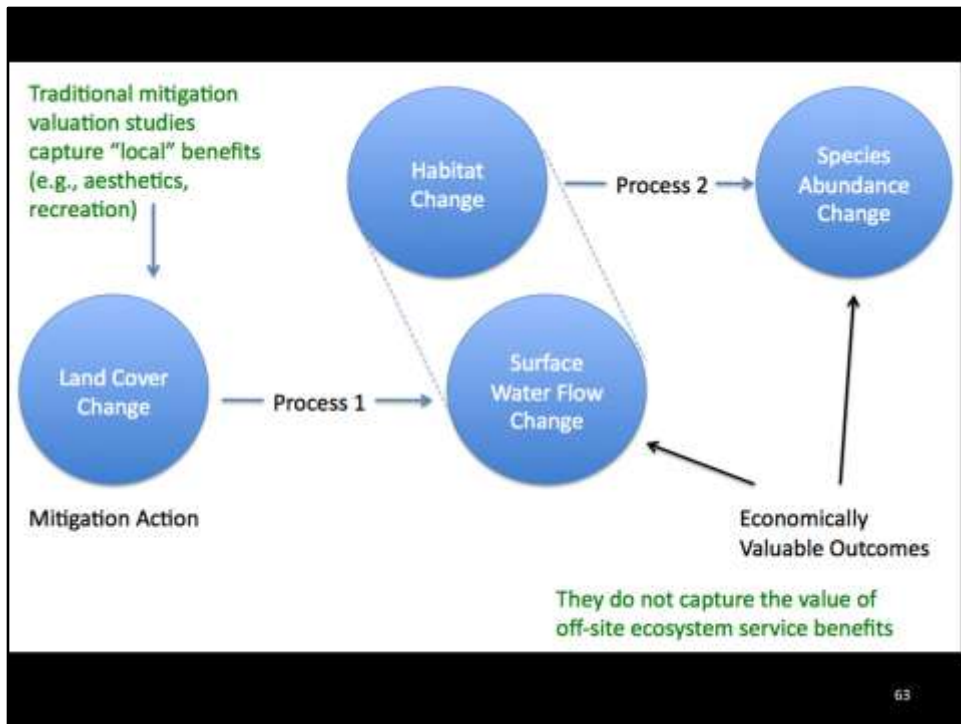 Traditional mitigation
valuation studies
capture “local” benefits
(e.g., aesthetics,
recreation)
Habitat
Change
Process 2
Species
Abundance
Change
Land Cover
Change
Process 1
Surface
Water Flow
Change
Mitigation Action
Economically
Valuable Outcomes
They do not capture the value of
off-site ecosystem service benefits
63